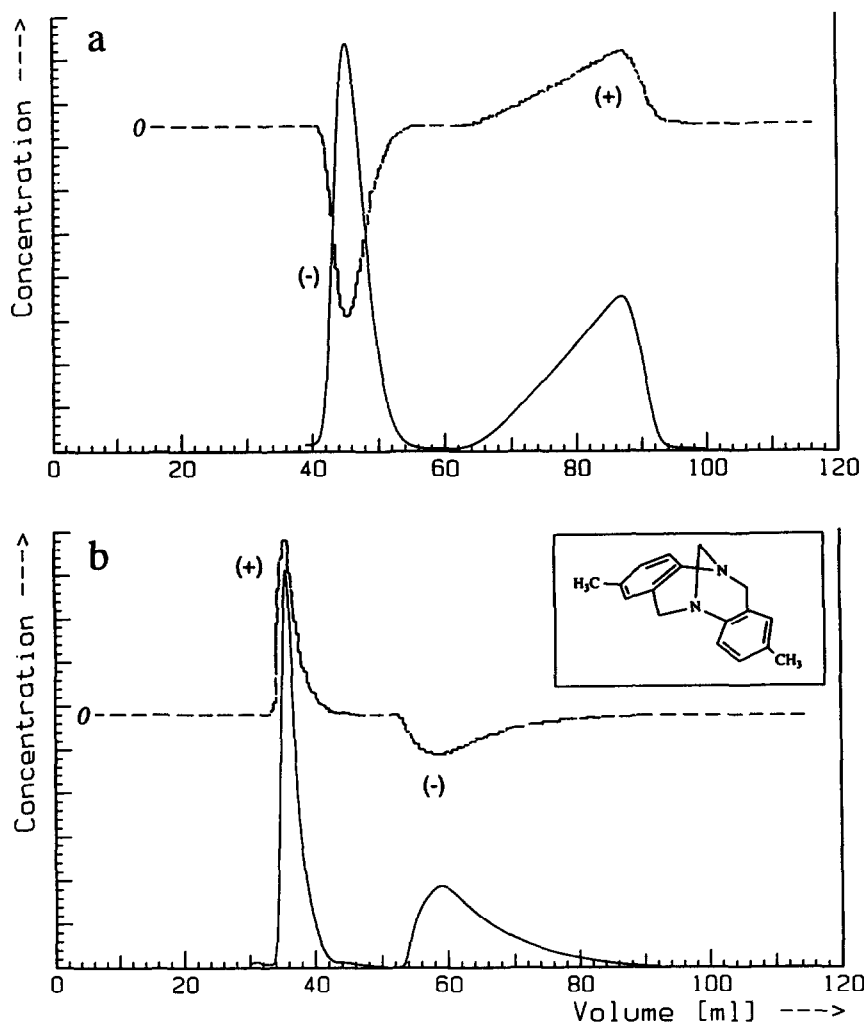 a
Concentration --->
0
(-)
(+)
0 20 40 60 80 100 120
b
Concentration --->
0
(+)
(-)
H₃C
N
N
CH₃
0 20 40 60 80 100 120
Volume [ml] --->